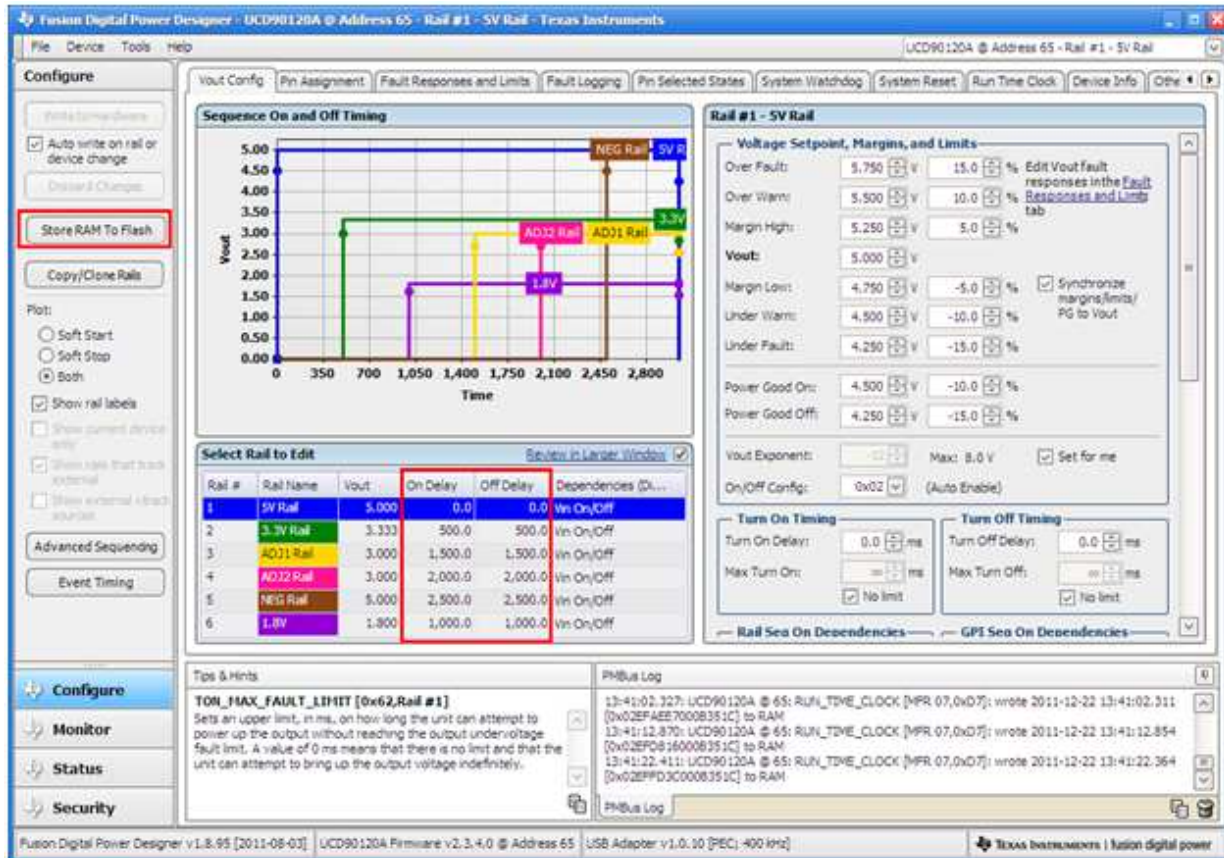 Fusion Digital Power Designer - UCD90120A @ Address 65 - Rail #1 - 5V Rail - Texas Instruments
File Device Tools Help
UCD90120A @ Address 65 - Rail #1 - 5V Rail
Configure
Write to Hardware
Auto write on rail or
device change
Discard Changes
Store RAM To Flash
Copy/Clone Rails
Plot:
Soft Start
Soft Stop
Both
Show rail labels
Show current device
only
Show rails that track
external
Show external vtrack
sources
Advanced Sequencing
Event Timing
Vout Config Pin Assignment Fault Responses and Limits Fault Logging Pin Selected States System Watchdog System Reset Run Time Clock Device Info Othe
Sequence On and Off Timing
5.00
4.50
4.00
3.50
3.00
2.50
2.00
1.50
1.00
0.50
0.00
Vout
NEG Rail 5V R
3.3V
ADJ2 Rail ADJ1 Rail
1.8V
0 350 700 1,050 1,400 1,750 2,100 2,450 2,800
Time
Select Rail to Edit Review in Larger Window
Rail # Rail Name Vout On Delay Off Delay Dependencies (Di...
1 5V Rail 5.000 0.0 0.0 Vin On/Off
2 3.3V Rail 3.333 500.0 500.0 Vin On/Off
3 ADJ1 Rail 3.000 1,500.0 1,500.0 Vin On/Off
4 ADJ2 Rail 3.000 2,000.0 2,000.0 Vin On/Off
5 NEG Rail 5.000 2,500.0 2,500.0 Vin On/Off
6 1.8V 1.800 1,000.0 1,000.0 Vin On/Off
Rail #1 - 5V Rail
Voltage Setpoint, Margins, and Limits
Over Fault: 5.750 V 15.0 %
Over Warn: 5.500 V 10.0 %
Margin High: 5.250 V 5.0 %
Vout: 5.000 V
Margin Low: 4.750 V -5.0 %
Under Warn: 4.500 V -10.0 %
Under Fault: 4.250 V -15.0 %
Edit Vout fault
responses in the Fault
Responses and Limits
tab
Synchronize
margins/limits/
PG to Vout
Power Good On: 4.500 V -10.0 %
Power Good Off: 4.250 V -15.0 %
Vout Exponent: -12 Max: 8.0 V Set for me
On/Off Config: 0x02 (Auto Enable)
Turn On Timing
Turn On Delay: 0.0 ms
Max Turn On: ∞ ms
No limit
Turn Off Timing
Turn Off Delay: 0.0 ms
Max Turn Off: ∞ ms
No limit
Rail Seq On Dependencies GPI Seq On Dependencies
Configure
Monitor
Status
Security
Tips & Hints
TON_MAX_FAULT_LIMIT [0x62,Rail #1]
Sets an upper limit, in ms, on how long the unit can attempt to
power up the output without reaching the output undervoltage
fault limit. A value of 0 ms means that there is no limit and that the
unit can attempt to bring up the output voltage indefinitely.
PMBus Log
13:41:02.327: UCD90120A @ 65: RUN_TIME_CLOCK [MFR 07,0xD7]: wrote 2011-12-22 13:41:02.311
[0x02EFAEE70008351C] to RAM
13:41:12.870: UCD90120A @ 65: RUN_TIME_CLOCK [MFR 07,0xD7]: wrote 2011-12-22 13:41:12.854
[0x02EFD8160008351C] to RAM
13:41:22.411: UCD90120A @ 65: RUN_TIME_CLOCK [MFR 07,0xD7]: wrote 2011-12-22 13:41:22.364
[0x02EFFD3C0008351C] to RAM
PMBus Log
Fusion Digital Power Designer v1.8.95 [2011-08-03] UCD90120A Firmware v2.3.4.0 @ Address 65 USB Adapter v1.0.10 [PEC; 400 kHz] TEXAS INSTRUMENTS | fusion digital power